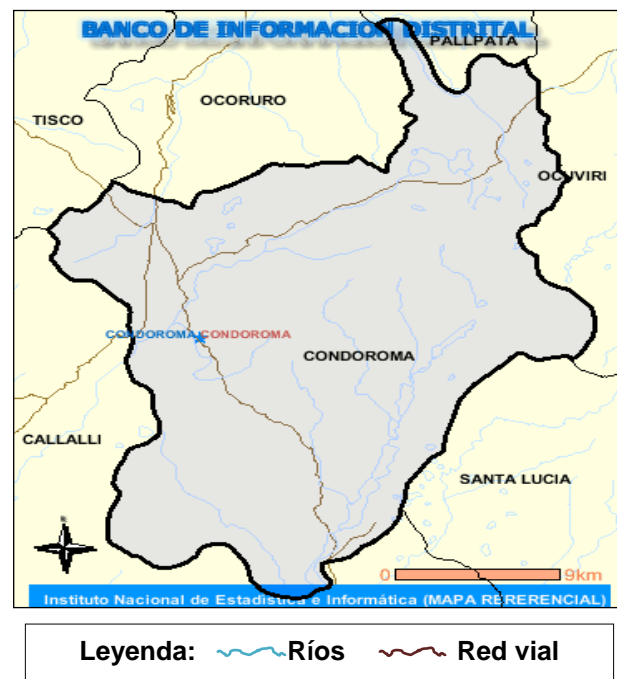 BANCO DE INFORMACION DISTRITAL
PALLPATA
OCORURO
TISCO
OCUVIRI
CONDOROMA CONDOROMA
CONDOROMA
CALLALLI
SANTA LUCIA
0 9km
Instituto Nacional de Estadística e Informática (MAPA RERERENCIAL)
Leyenda: Ríos Red vial